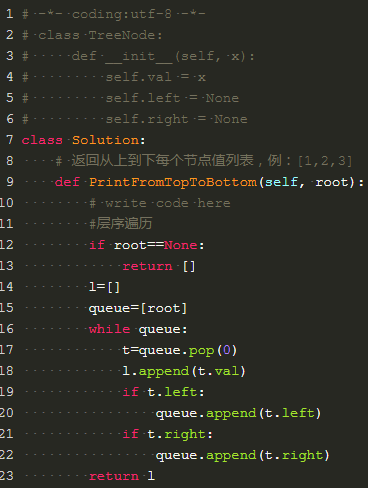 1 # -*- coding:utf-8 -*-
2 # class TreeNode:
3 #     def __init__(self, x):
4 #         self.val = x
5 #         self.left = None
6 #         self.right = None
7 class Solution:
8     # 返回从上到下每个节点值列表，例：[1,2,3]
9     def PrintFromTopToBottom(self, root):
10         # write code here
11         #层序遍历
12         if root==None:
13             return []
14         l=[]
15         queue=[root]
16         while queue:
17             t=queue.pop(0)
18             l.append(t.val)
19             if t.left:
20                 queue.append(t.left)
21             if t.right:
22                 queue.append(t.right)
23         return l